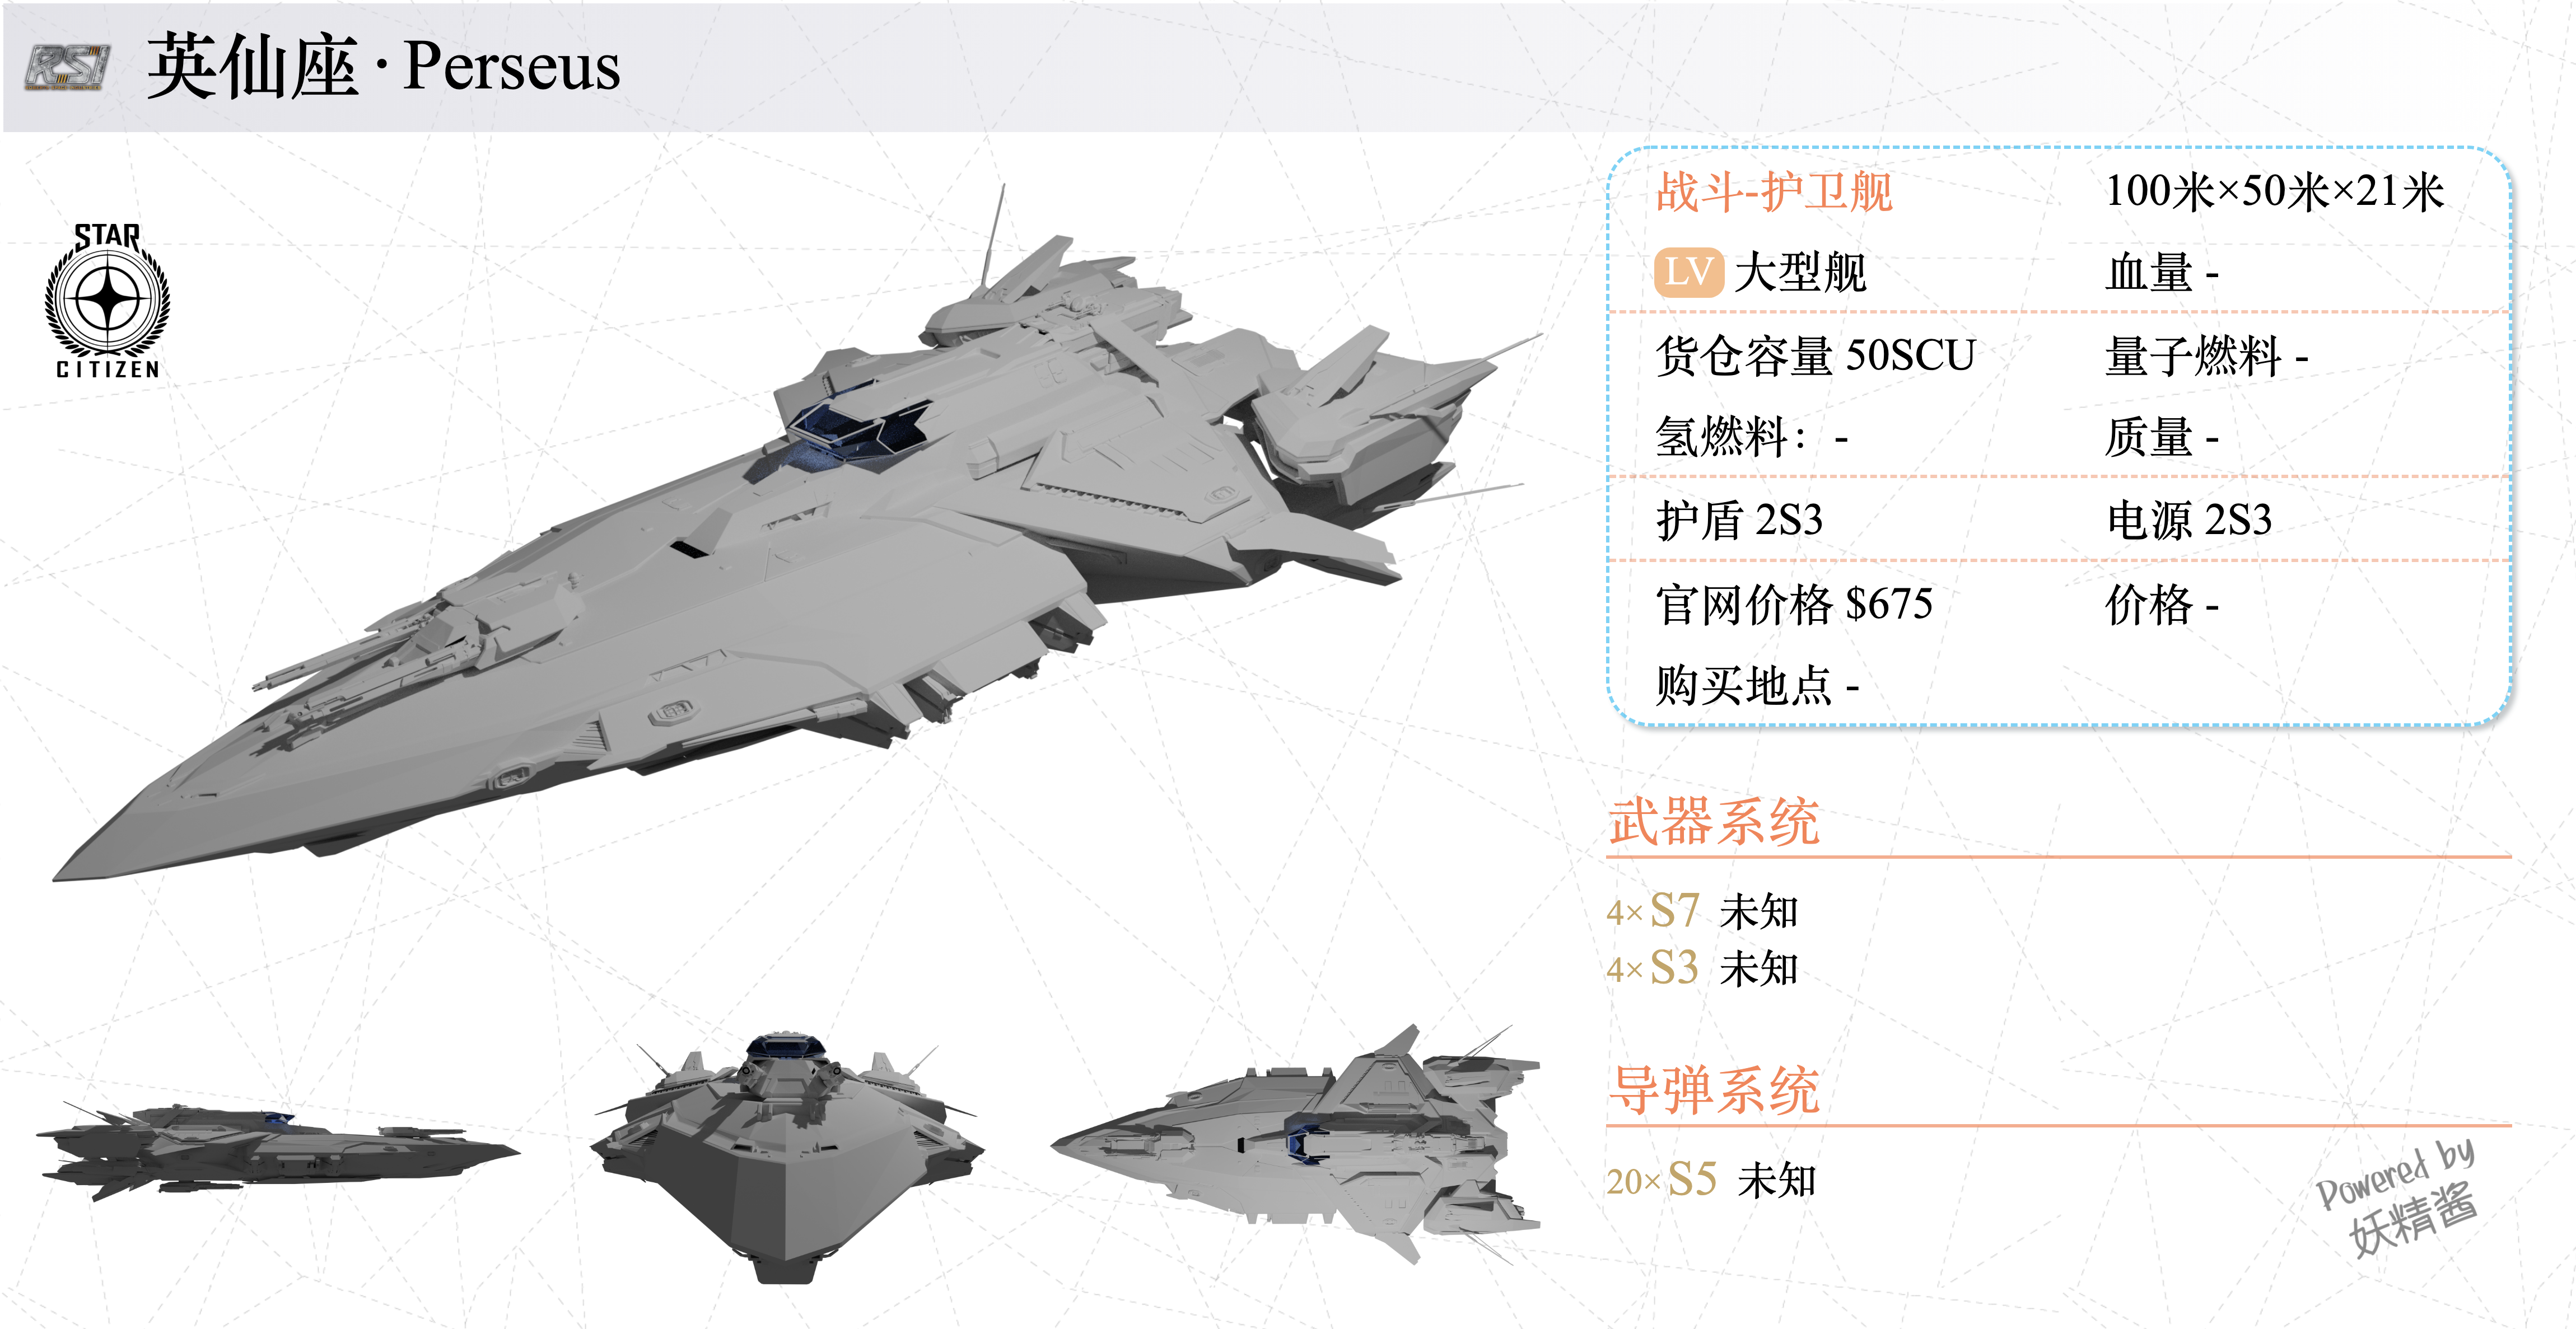 RSI
英仙座·Perseus
STAR
CITIZEN
战斗-护卫舰 100米×50米×21米
LV 大型舰 血量 -
货仓容量 50SCU 量子燃料 -
氢燃料：- 质量 -
护盾 2S3 电源 2S3
官网价格 $675 价格 -
购买地点 -
武器系统
4× S7 未知
4× S3 未知
导弹系统
20× S5 未知
Powered by
妖精酱